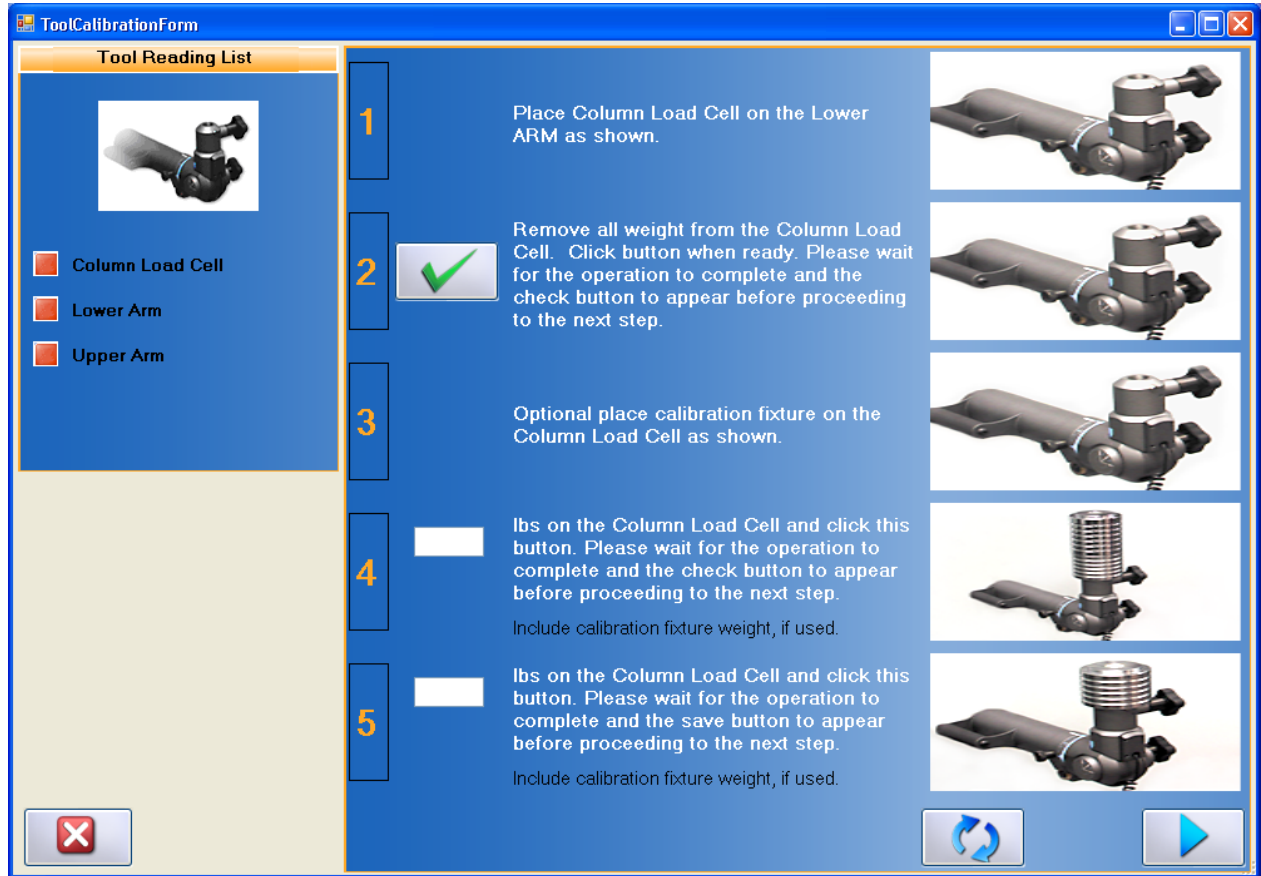 ToolCalibrationForm
Tool Reading List
Column Load Cell
Lower Arm
Upper Arm
1
Place Column Load Cell on the Lower
ARM as shown.
2
Remove all weight from the Column Load
Cell.  Click button when ready. Please wait
for the operation to complete and the
check button to appear before proceeding
to the next step.
3
Optional place calibration fixture on the
Column Load Cell as shown.
4
lbs on the Column Load Cell and click this
button. Please wait for the operation to
complete and the check button to appear
before proceeding to the next step.
Include calibration fixture weight, if used.
5
lbs on the Column Load Cell and click this
button. Please wait for the operation to
complete and the save button to appear
before proceeding to the next step.
Include calibration fixture weight, if used.